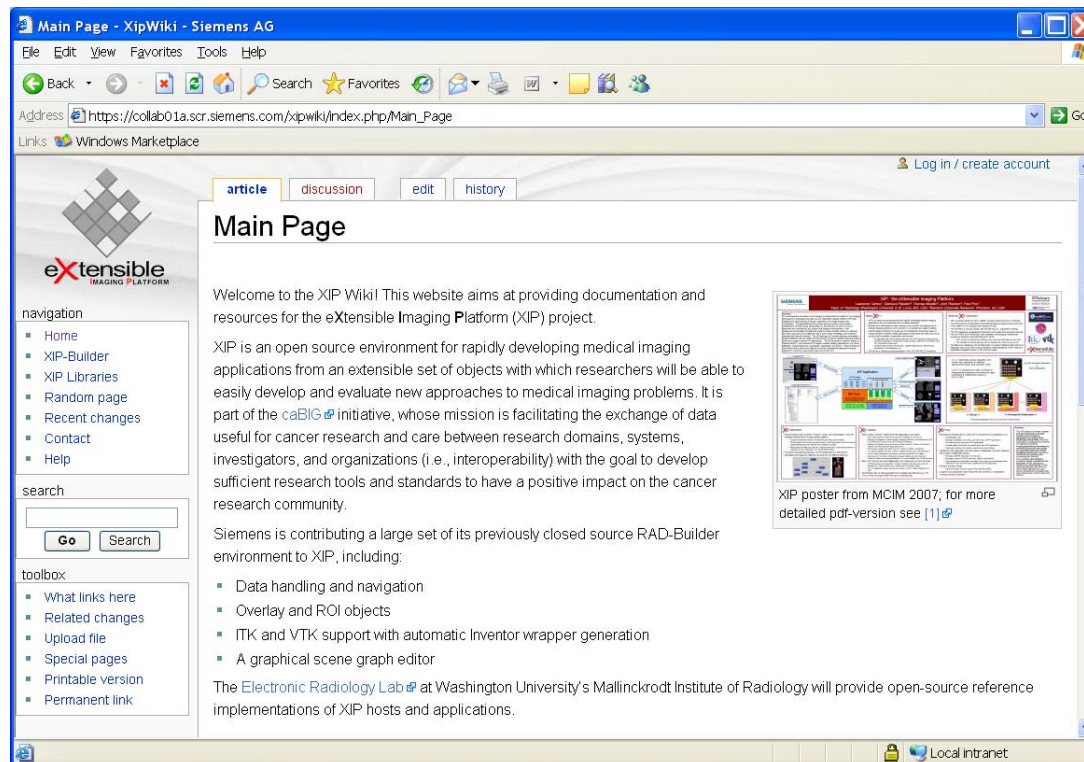 Main Page - XipWiki - Siemens AG
File Edit View Favorites Tools Help
Back Search Favorites
Address https://collab01a.scr.siemens.com/xipwiki/index.php/Main_Page Go
Links Windows Marketplace
Log in / create account
article discussion edit history
Main Page
eXtensible
IMAGING PLATFORM
navigation
Home
XIP-Builder
XIP Libraries
Random page
Recent changes
Contact
Help
search
Go Search
toolbox
What links here
Related changes
Upload file
Special pages
Printable version
Permanent link
Welcome to the XIP Wiki! This website aims at providing documentation and
resources for the eXtensible Imaging Platform (XIP) project.
XIP is an open source environment for rapidly developing medical imaging
applications from an extensible set of objects with which researchers will be able to
easily develop and evaluate new approaches to medical imaging problems. It is
part of the caBIG initiative, whose mission is facilitating the exchange of data
useful for cancer research and care between research domains, systems,
investigators, and organizations (i.e., interoperability) with the goal to develop
sufficient research tools and standards to have a positive impact on the cancer
research community.
Siemens is contributing a large set of its previously closed source RAD-Builder
environment to XIP, including:
Data handling and navigation
Overlay and ROI objects
ITK and VTK support with automatic Inventor wrapper generation
A graphical scene graph editor
The Electronic Radiology Lab at Washington University's Mallinckrodt Institute of Radiology will provide open-source reference
implementations of XIP hosts and applications.
SIEMENS
XIP: the eXtensible Imaging Platform
XIP poster from MCIM 2007; for more
detailed pdf-version see [1]
Local intranet